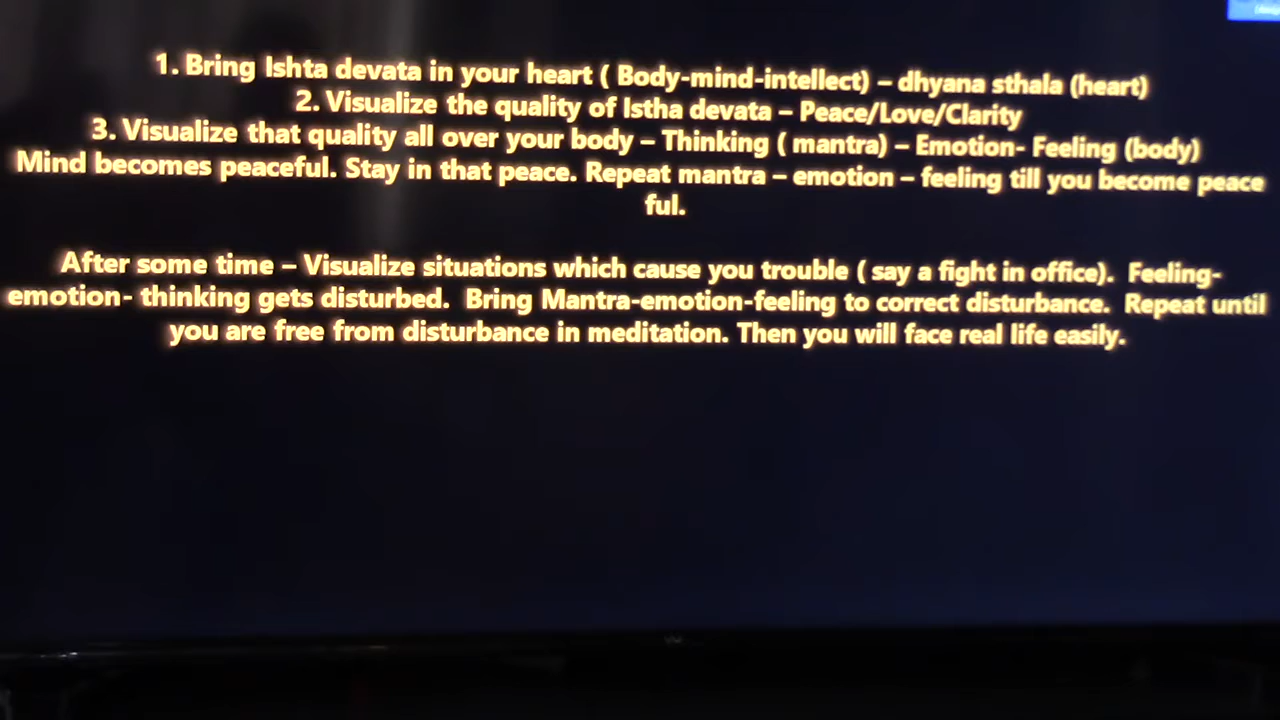 1. Bring Ishta devata in your heart ( Body-mind-intellect) – dhyana sthala (heart)
2. Visualize the quality of Istha devata – Peace/Love/Clarity
3. Visualize that quality all over your body – Thinking ( mantra) – Emotion- Feeling (body)
Mind becomes peaceful. Stay in that peace. Repeat mantra – emotion – feeling till you become peace
ful.
After some time – Visualize situations which cause you trouble ( say a fight in office).  Feeling-
emotion- thinking gets disturbed.  Bring Mantra-emotion-feeling to correct disturbance.  Repeat until
you are free from disturbance in meditation. Then you will face real life easily.